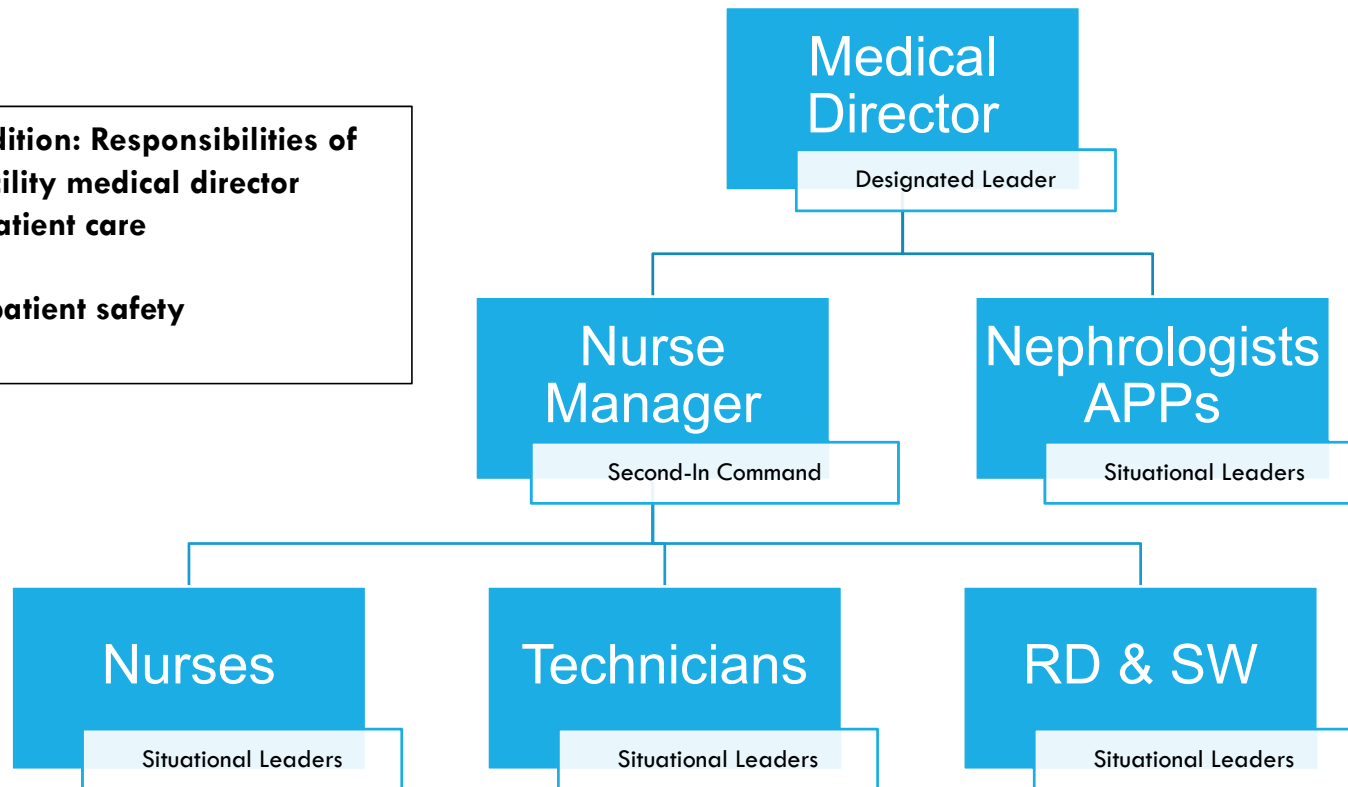 Medical
Director
Designated Leader
dition: Responsibilities of
cility medical director
atient care
patient safety
Nurse
Manager
Second-In Command
Nephrologists
APPs
Situational Leaders
Nurses
Situational Leaders
Technicians
Situational Leaders
RD & SW
Situational Leaders